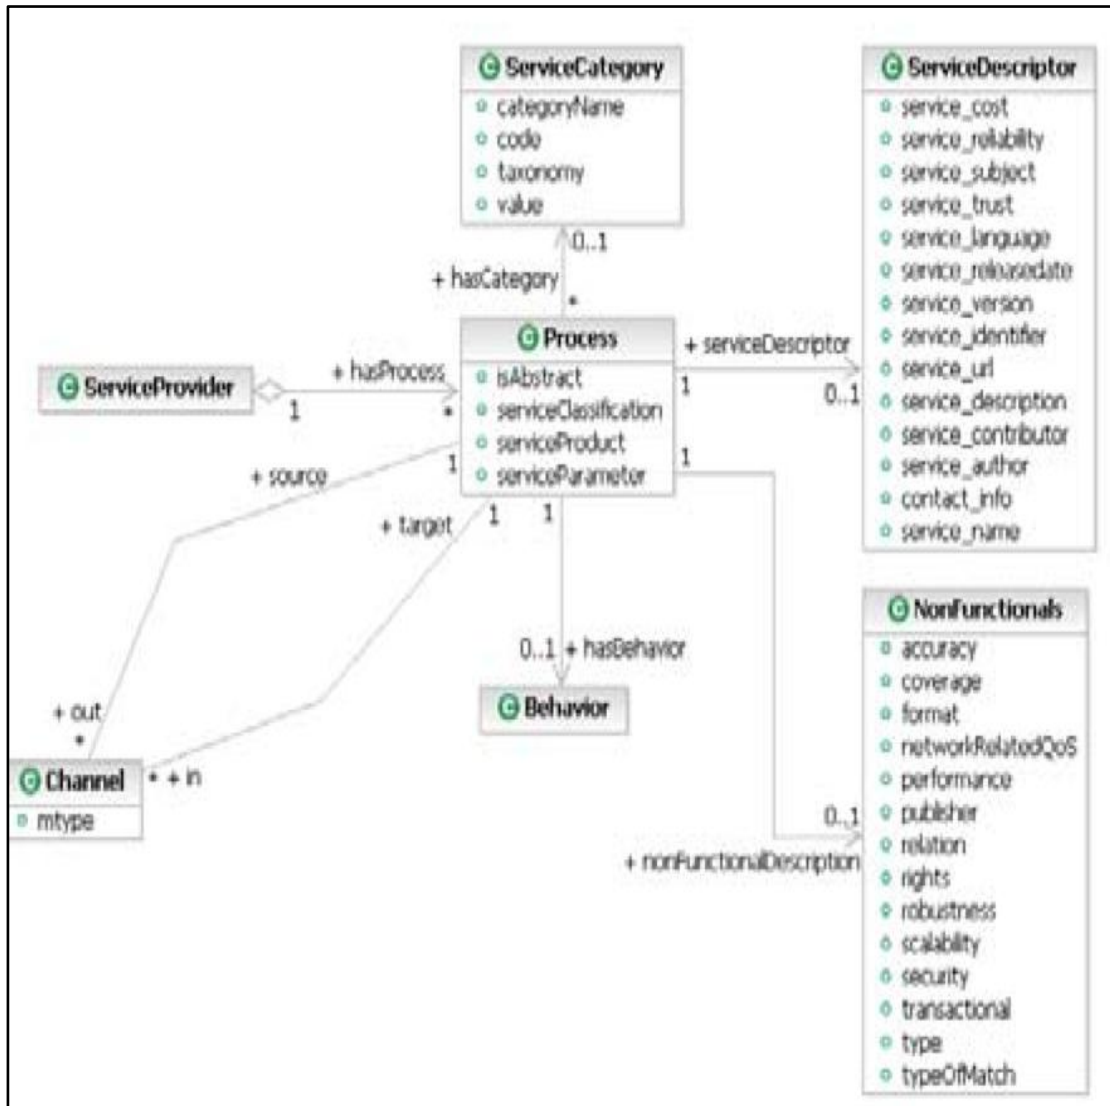 ServiceCategory
categoryName
code
taxonomy
value
0..1
+ hasCategory
*
ServiceDescriptor
service_cost
service_reliability
service_subject
service_trust
service_language
service_releasedate
service_version
service_identifier
service_url
service_description
service_contributor
service_author
contact_info
service_name
Process
isAbstract
serviceClassification
serviceProduct
serviceParameter
+ serviceDescriptor
1
0..1
ServiceProvider
+ hasProcess
1
*
+ source
1
+ target
1
1
1
0..1 + hasBehavior
Behavior
+ out
*
Channel
mtype
* + in
0..1
+ nonFunctionalDescription
NonFunctionals
accuracy
coverage
format
networkRelatedQoS
performance
publisher
relation
rights
robustness
scalability
security
transactional
type
typeOfMatch